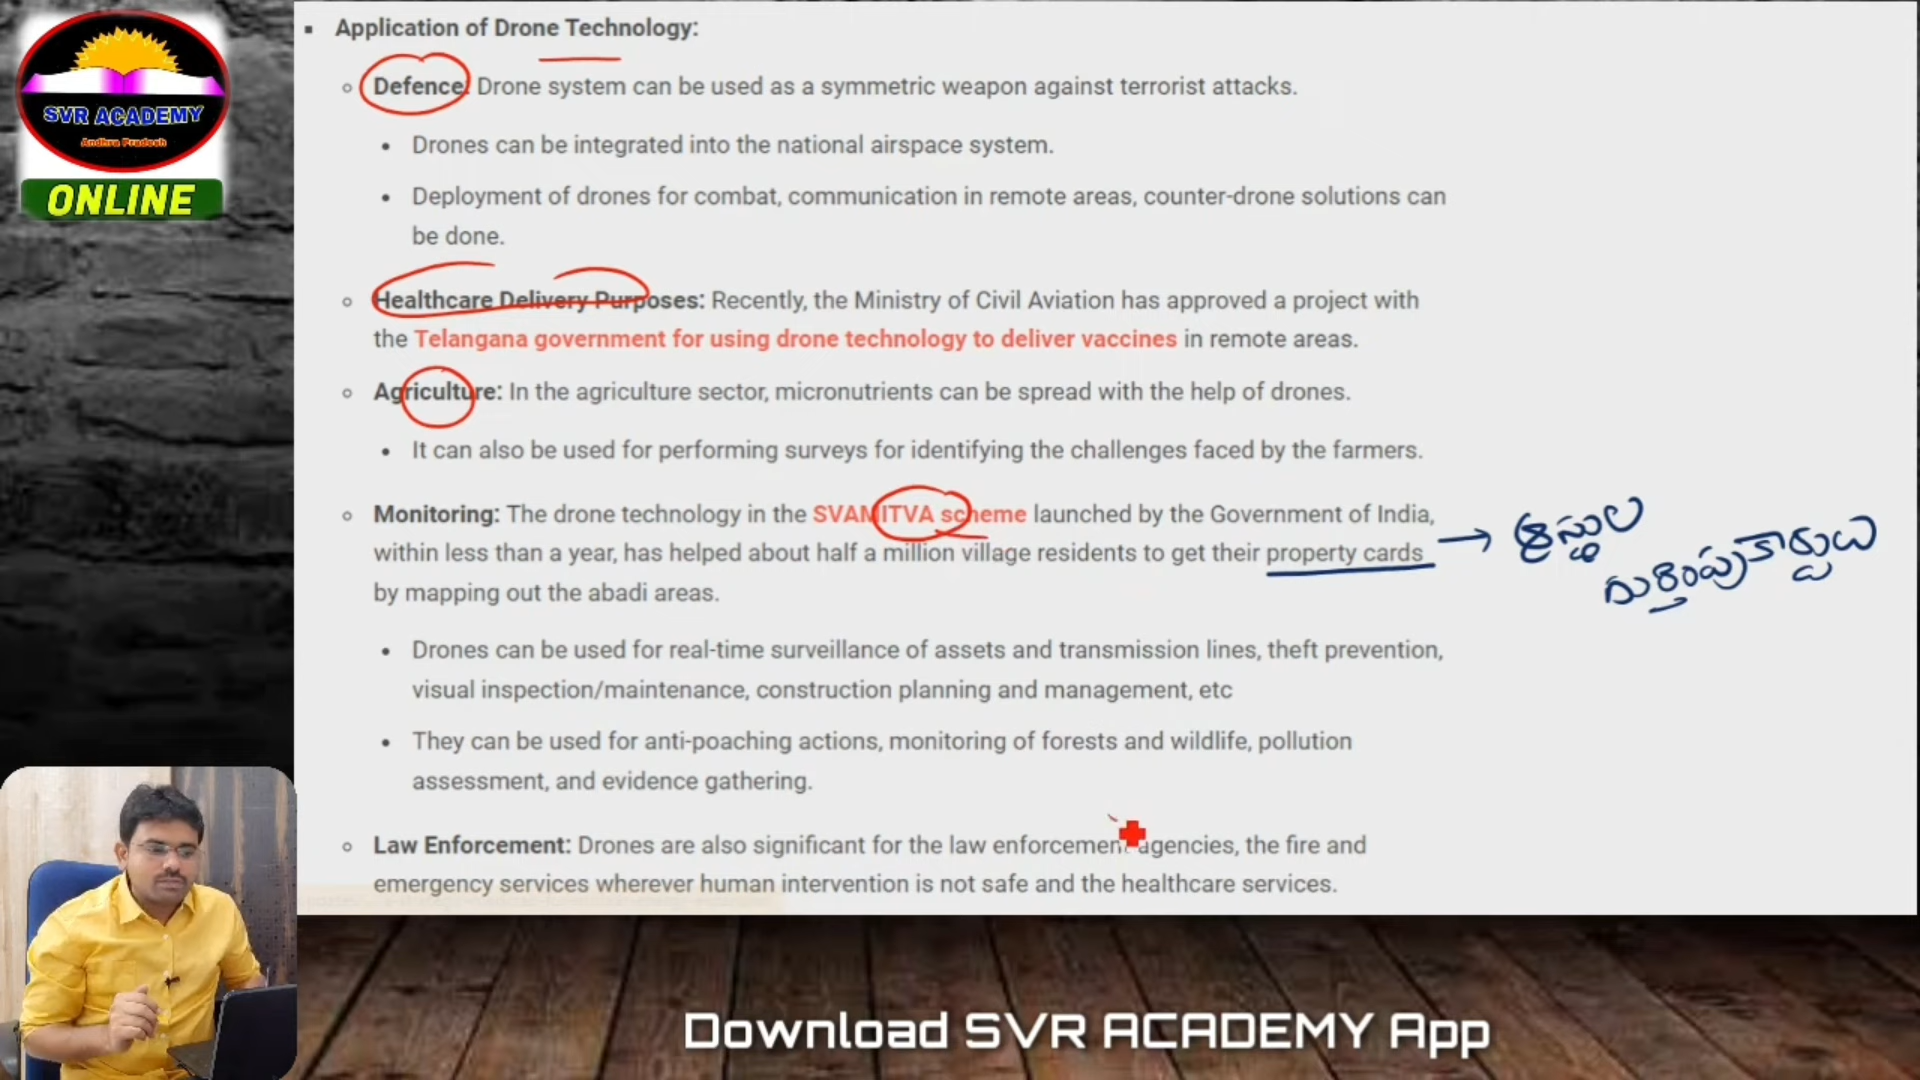 SVR ACADEMY
Andhra Pradesh
ONLINE
Application of Drone Technology:
Defence: Drone system can be used as a symmetric weapon against terrorist attacks.
Drones can be integrated into the national airspace system.
Deployment of drones for combat, communication in remote areas, counter-drone solutions can
be done.
Healthcare Delivery Purposes: Recently, the Ministry of Civil Aviation has approved a project with
the Telangana government for using drone technology to deliver vaccines in remote areas.
Agriculture: In the agriculture sector, micronutrients can be spread with the help of drones.
It can also be used for performing surveys for identifying the challenges faced by the farmers.
Monitoring: The drone technology in the SVAMITVA scheme launched by the Government of India,
within less than a year, has helped about half a million village residents to get their property cards
by mapping out the abadi areas.
గుర్తింపుకార్డులు
Drones can be used for real-time surveillance of assets and transmission lines, theft prevention,
visual inspection/maintenance, construction planning and management, etc
They can be used for anti-poaching actions, monitoring of forests and wildlife, pollution
assessment, and evidence gathering.
Law Enforcement: Drones are also significant for the law enforcement agencies, the fire and
emergency services wherever human intervention is not safe and the healthcare services.
Download SVR ACADEMY App